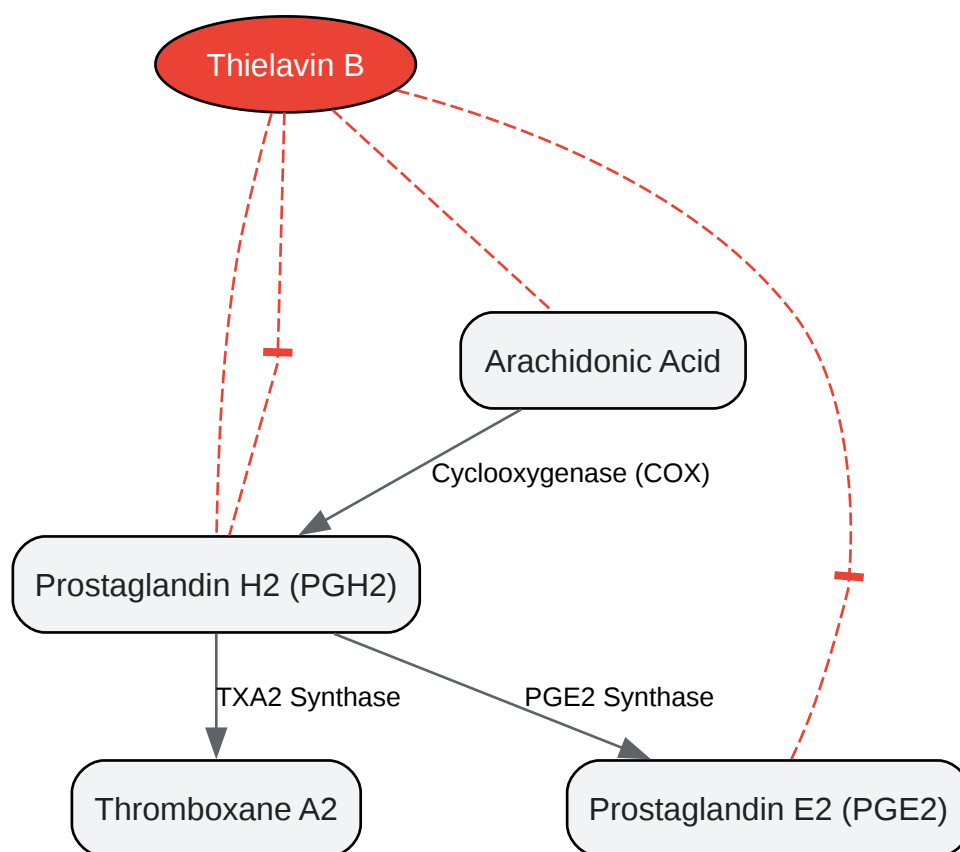 Thielavin B
Arachidonic Acid
Cyclooxygenase (COX)
Prostaglandin H2 (PGH2)
TXA2 Synthase
PGE2 Synthase
Thromboxane A2
Prostaglandin E2 (PGE2)